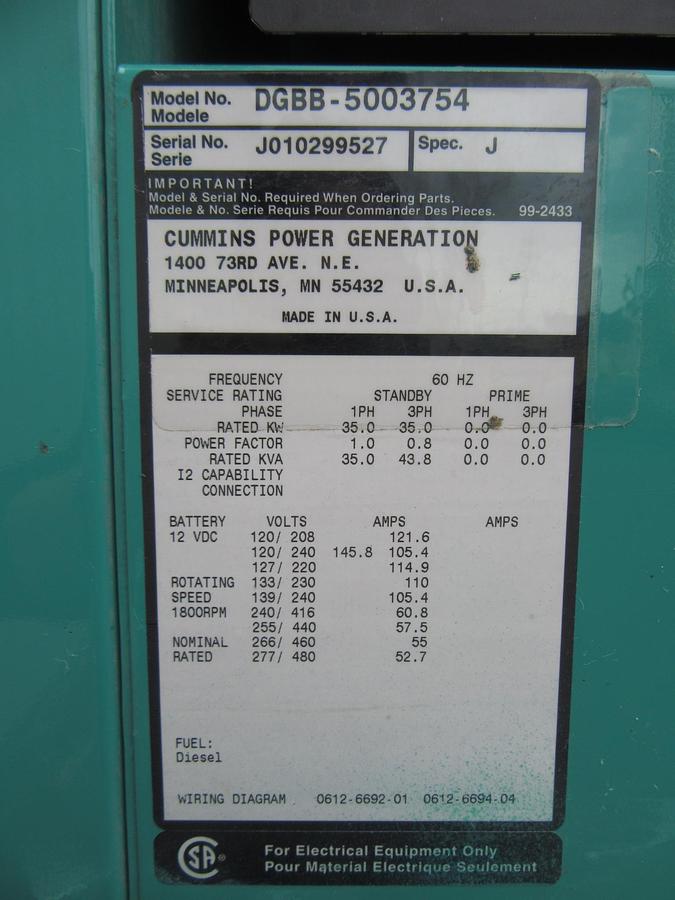 Model No. DGBB-5003754
Modele
Serial No. J010299527 Spec. J
Serie
IMPORTANT!
Model & Serial No. Required When Ordering Parts.
Modele & No. Serie Requis Pour Commander Des Pieces. 99-2433
CUMMINS POWER GENERATION
1400 73RD AVE. N.E.
MINNEAPOLIS, MN 55432 U.S.A.
MADE IN U.S.A.
FREQUENCY 60 HZ
SERVICE RATING STANDBY PRIME
PHASE 1PH 3PH 1PH 3PH
RATED KW 35.0 35.0 0.0 0.0
POWER FACTOR 1.0 0.8 0.0 0.0
RATED KVA 35.0 43.8 0.0 0.0
I2 CAPABILITY
CONNECTION
BATTERY VOLTS AMPS AMPS
12 VDC 120/ 208 121.6
120/ 240 145.8 105.4
127/ 220 114.9
ROTATING 133/ 230 110
SPEED 139/ 240 105.4
1800RPM 240/ 416 60.8
255/ 440 57.5
NOMINAL 266/ 460 55
RATED 277/ 480 52.7
FUEL:
Diesel
WIRING DIAGRAM 0612-6692-01 0612-6694-04
SA ®
For Electrical Equipment Only
Pour Material Electrique Seulement